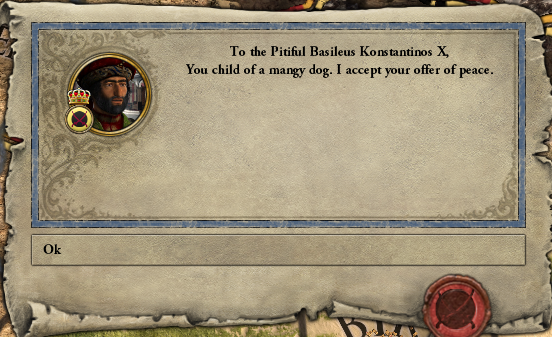 To the Pitiful Basileus Konstantinos X,
You child of a mangy dog. I accept your offer of peace.
Ok